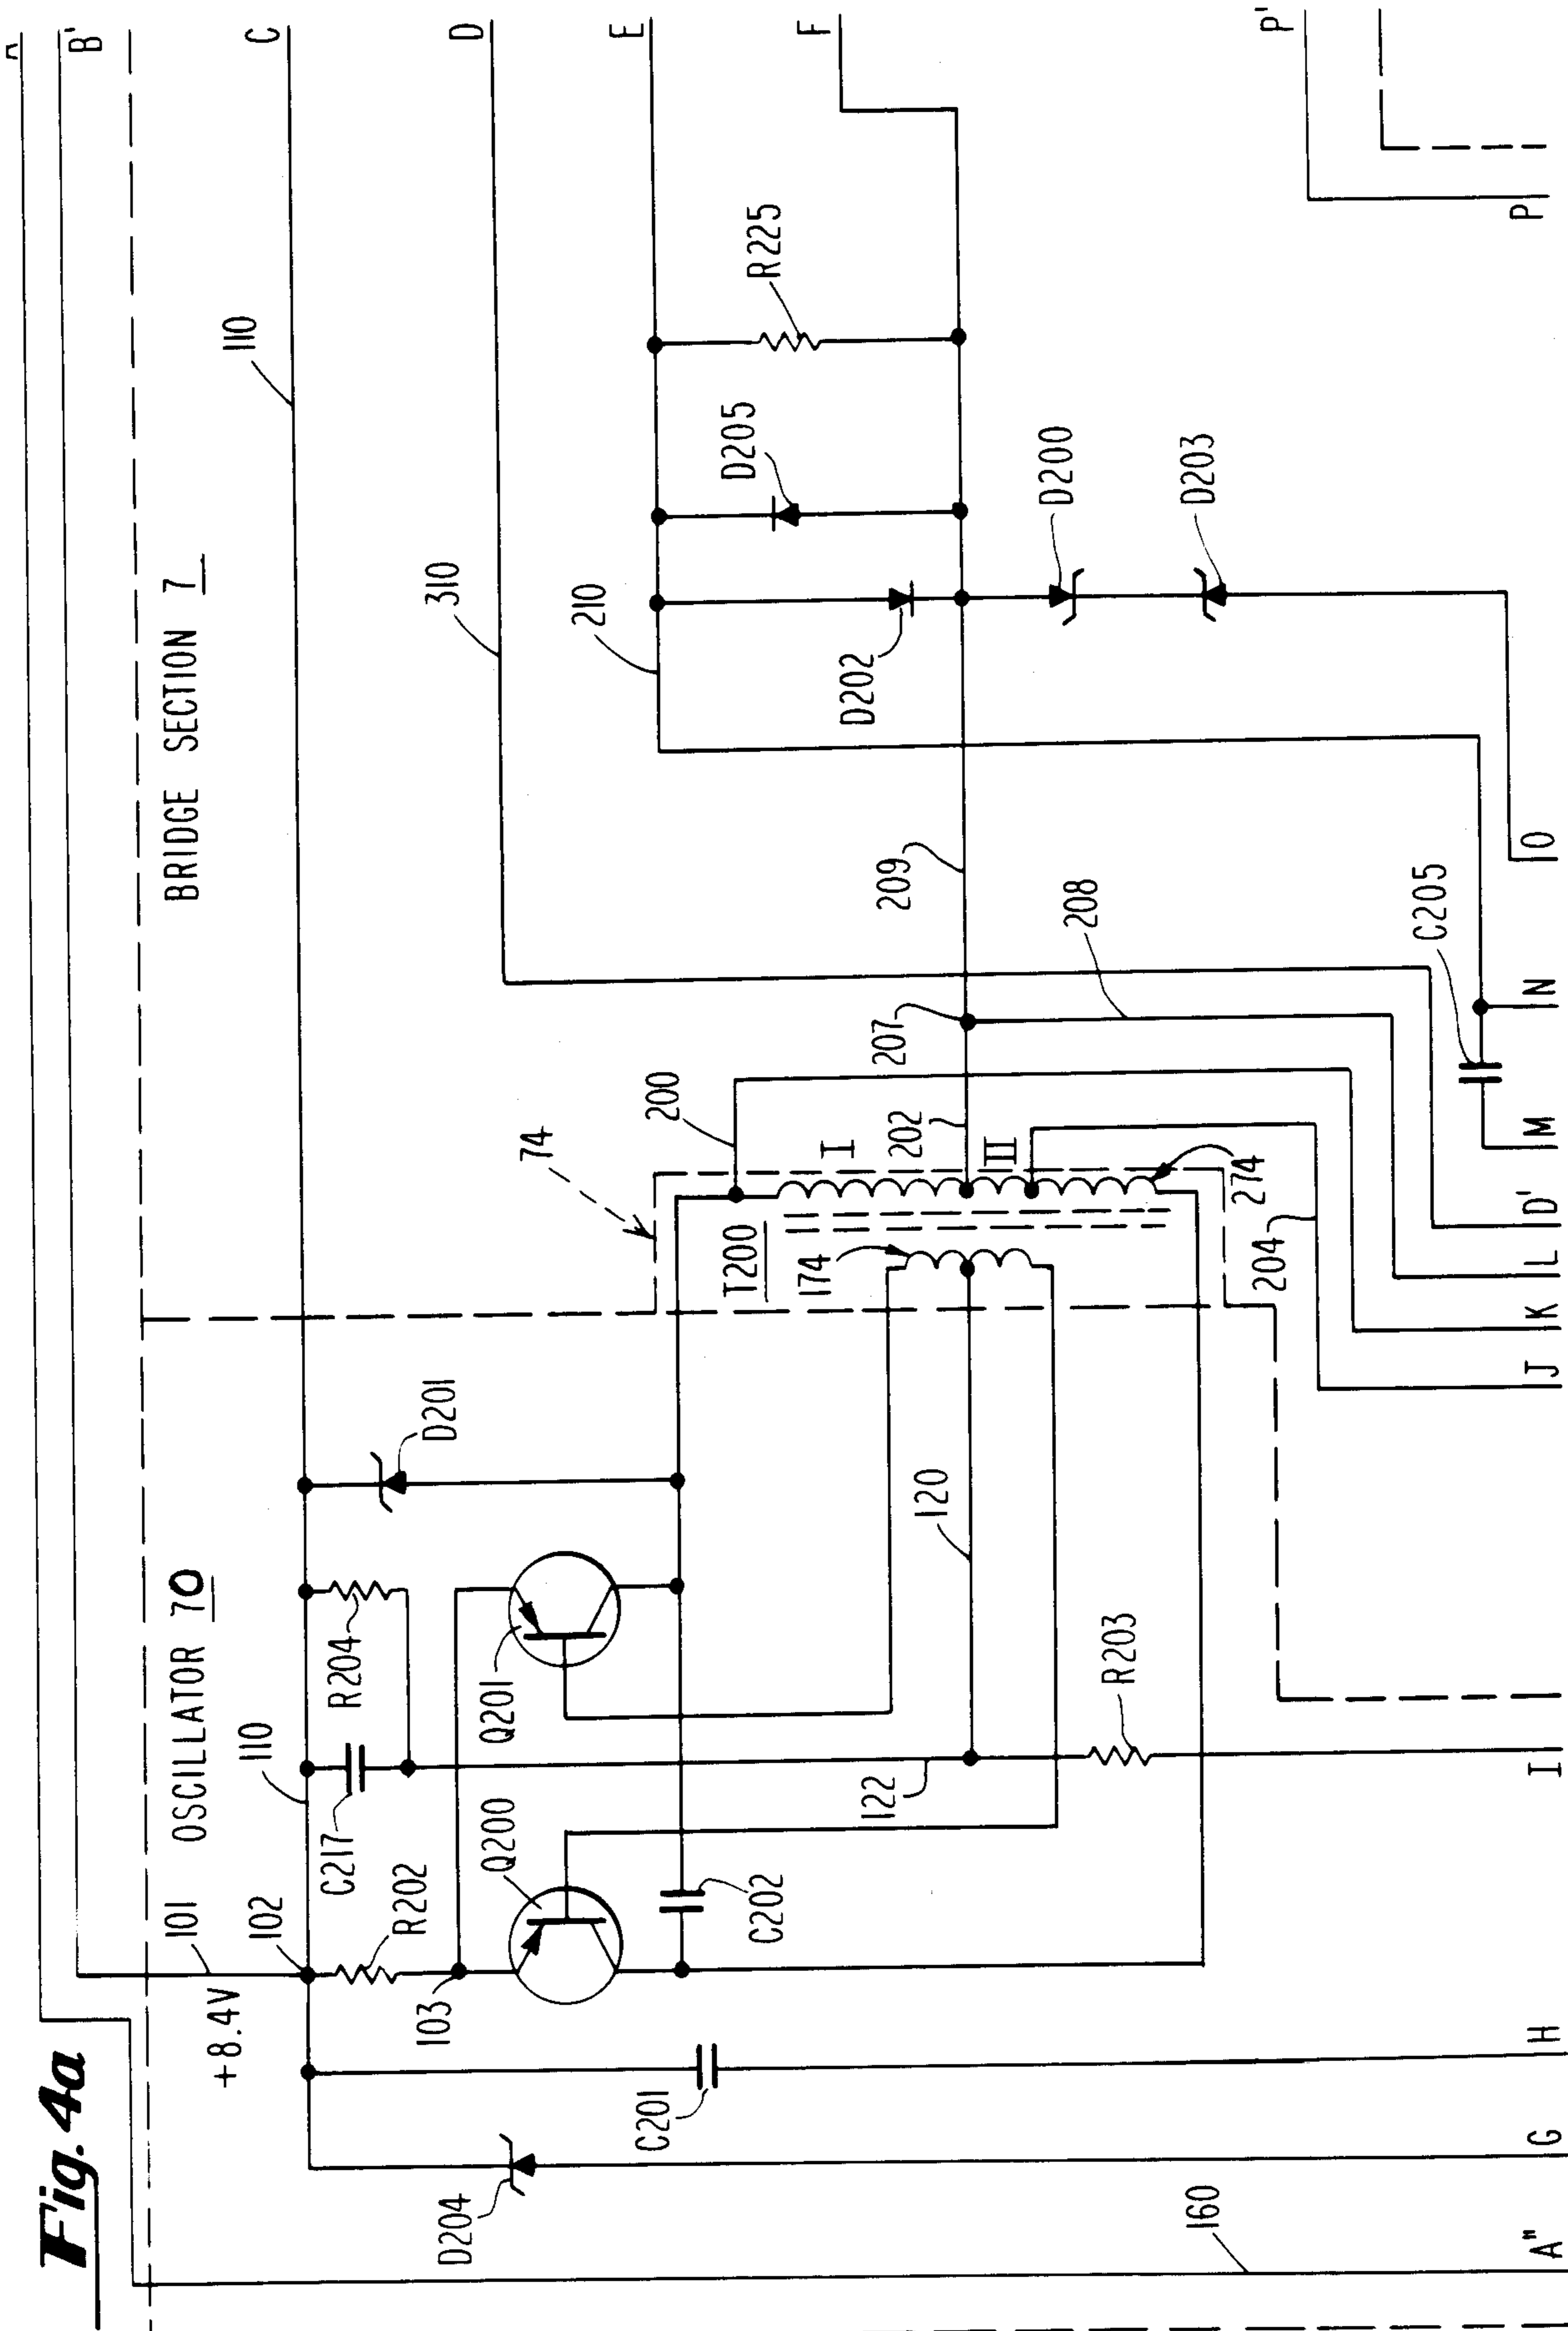 Fig. 4a
A
B'
C
D
E
F
P'
+8.4V
101
OSCILLATOR 70
BRIDGE SECTION 7
102
110
110
C217
R204
D201
R202
103
Q200
Q201
310
210
D205
R225
D204
C201
C202
122
120
74
T200
174
200
I
202
II
274
204
207
209
208
D202
D200
D203
R203
C205
160
A"
G
H
I
J
K
L
D'
M
N
O
P